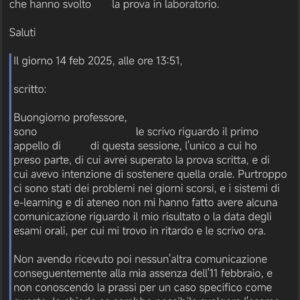 che hanno svolto la prova in laboratorio.
Saluti
Il giorno 14 feb 2025, alle ore 13:51,
scritto:
Buongiorno professore,
sono le scrivo riguardo il primo
appello di di questa sessione, l'unico a cui ho
preso parte, di cui avrei superato la prova scritta, e di
cui avevo intenzione di sostenere quella orale. Purtroppo
ci sono stati dei problemi nei giorni scorsi, e i sistemi di
e-learning e di ateneo non mi hanno fatto avere alcuna
comunicazione riguardo il mio risultato o la data degli
esami orali, per cui mi trovo in ritardo e le scrivo ora.
Non avendo ricevuto poi nessun'altra comunicazione
conseguentemente alla mia assenza dell'11 febbraio, e
non conoscendo la prassi per un caso specifico come